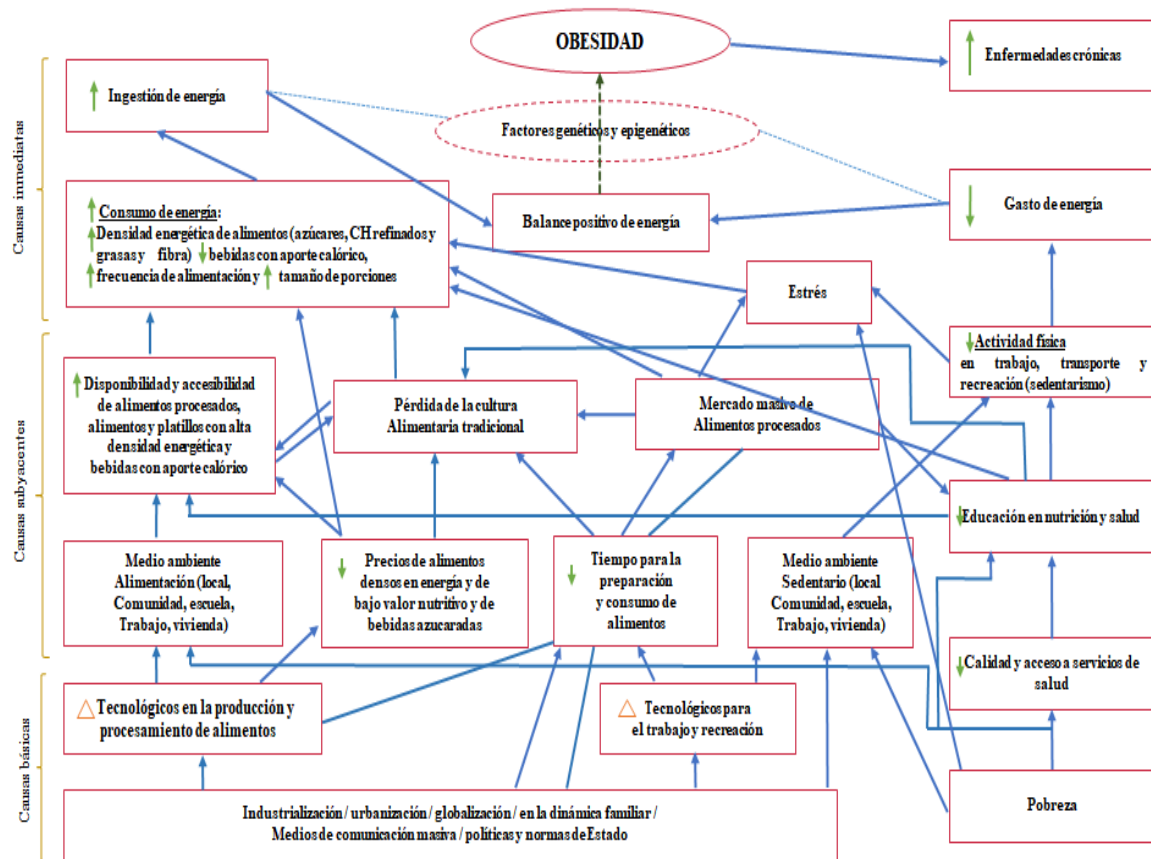 OBESIDAD
Enfermedades crónicas
Ingestión de energía
Factores genéticos y epigenéticos
Causas inmediatas
Consumo de energía:
Densidad energética de alimentos (azúcares, CH refinados y
grasas y fibra) bebidas con aporte calórico,
frecuencia de alimentación y tamaño de porciones
Balance positivo de energía
Gasto de energía
Estrés
Actividad física
en trabajo, transporte y
recreación (sedentarismo)
Causas subyacentes
Disponibilidad y accesibilidad
de alimentos procesados,
alimentos y platillos con alta
densidad energética y
bebidas con aporte calórico
Pérdida de la cultura
Alimentaria tradicional
Mercado masivo de
Alimentos procesados
Educación en nutrición y salud
Medio ambiente
Alimentación (local,
Comunidad, escuela,
Trabajo, vivienda)
Precios de alimentos
densos en energía y de
bajo valor nutritivo y de
bebidas azucaradas
Tiempo para la
preparación
y consumo de
alimentos
Medio ambiente
Sedentario (local
Comunidad, escuela,
Trabajo, vivienda)
Calidad y acceso a servicios de
salud
Causas básicas
Tecnológicos en la producción y
procesamiento de alimentos
Tecnológicos para
el trabajo y recreación
Industrialización / urbanización / globalización / en la dinámica familiar /
Medios de comunicación masiva / políticas y normas de Estado
Pobreza